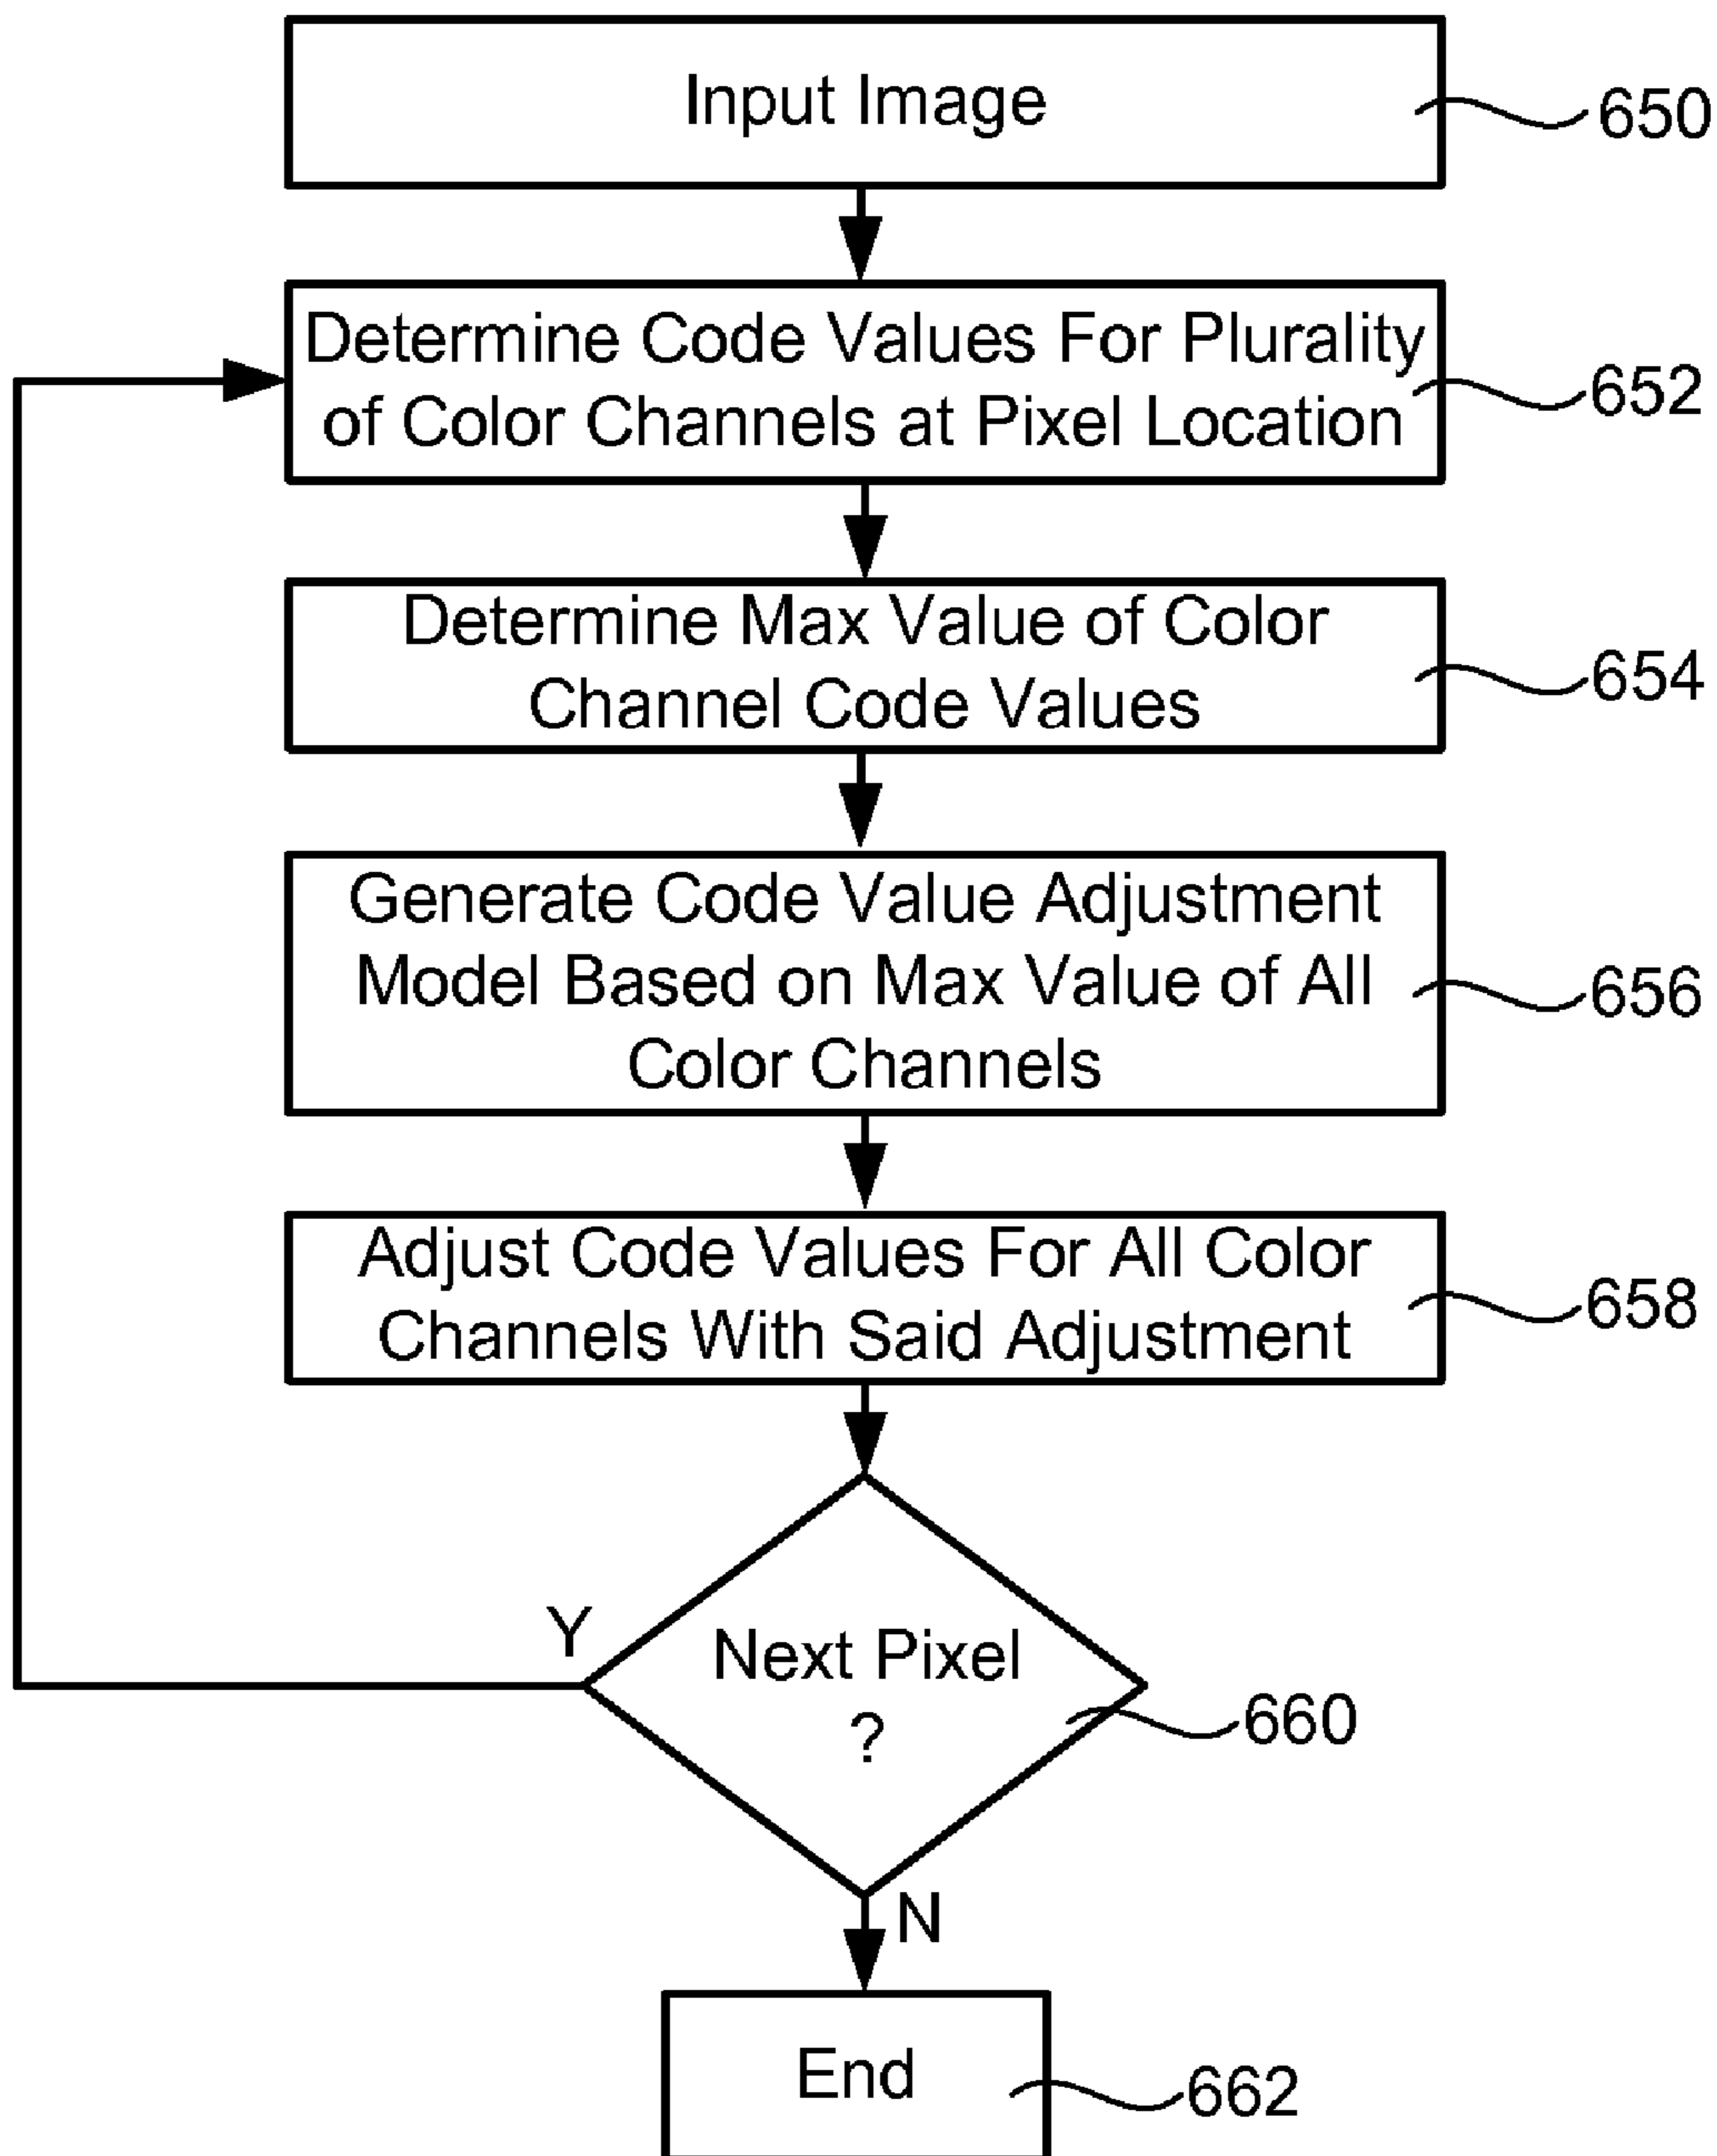 Input Image
650
Determine Code Values For Plurality
of Color Channels at Pixel Location
652
Determine Max Value of Color
Channel Code Values
654
Generate Code Value Adjustment
Model Based on Max Value of All
Color Channels
656
Adjust Code Values For All Color
Channels With Said Adjustment
658
Y
Next Pixel
?
660
N
End
662